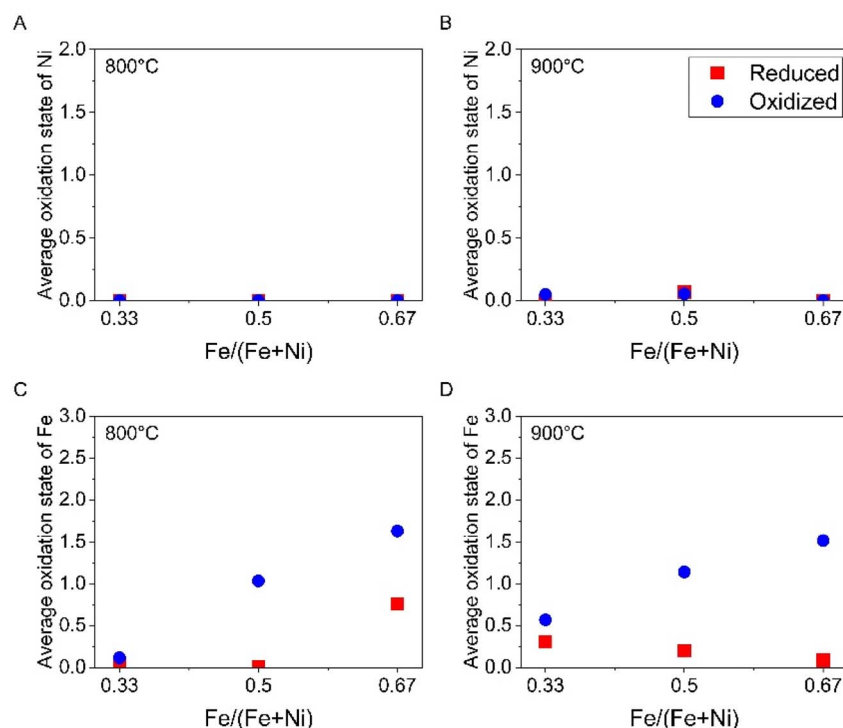 A
Average oxidation state of Ni
2.0
1.5
1.0
0.5
0.0
800°C
0.33
0.5
0.67
Fe/(Fe+Ni)
B
Average oxidation state of Ni
2.0
1.5
1.0
0.5
0.0
900°C
Reduced
Oxidized
0.33
0.5
0.67
Fe/(Fe+Ni)
C
Average oxidation state of Fe
3.0
2.5
2.0
1.5
1.0
0.5
0.0
800°C
0.33
0.5
0.67
Fe/(Fe+Ni)
D
Average oxidation state of Fe
3.0
2.5
2.0
1.5
1.0
0.5
0.0
900°C
0.33
0.5
0.67
Fe/(Fe+Ni)